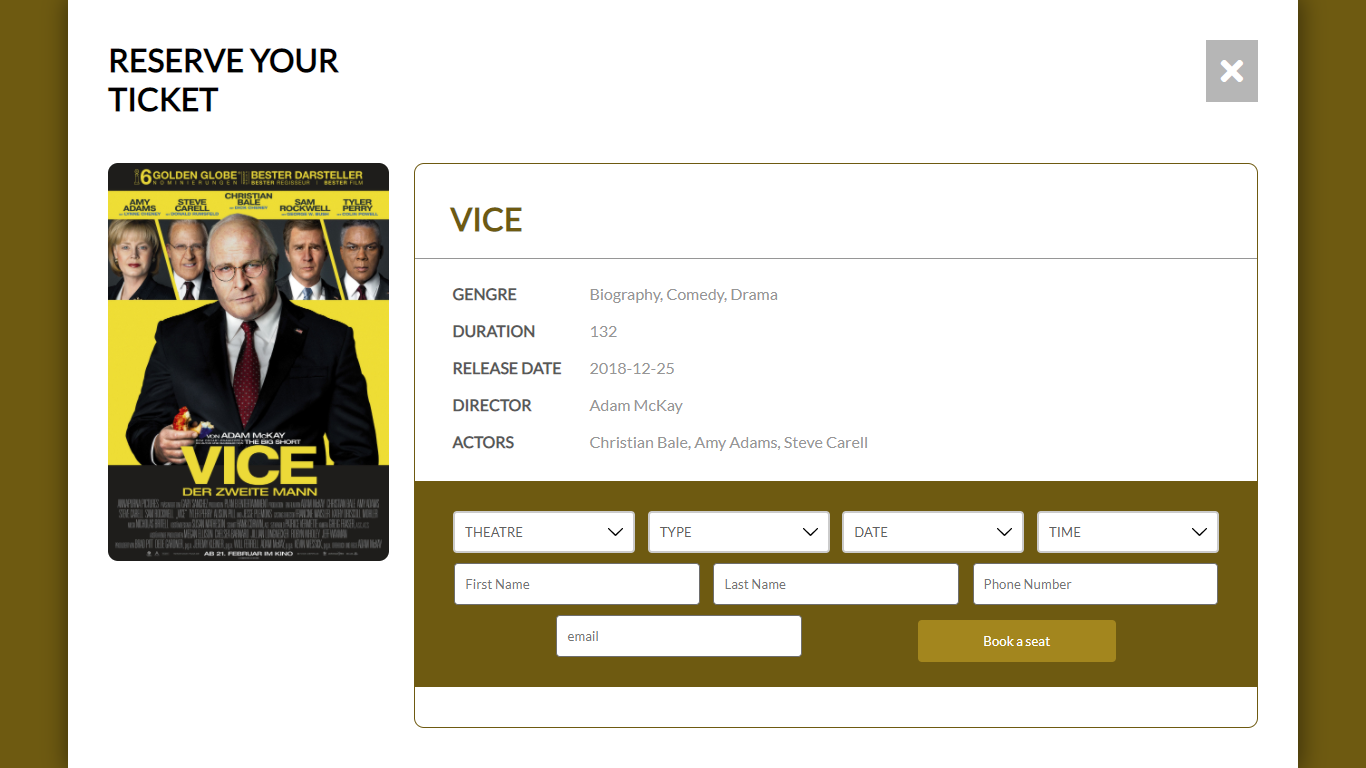 RESERVE YOUR
TICKET
6 GOLDEN GLOBE BESTER DARSTELLER
NOMINIERUNGEN BESTER REGISSEUR / BESTER FILM
AMY ADAMS
STEVE CARELL
CHRISTIAN BALE
SAM ROCKWELL
TYLER PERRY
VON ADAM McKAY
THE BIG SHORT
VICE
DER ZWEITE MANN
AB 21. FEBRUAR IM KINO
VICE
GENGRE Biography, Comedy, Drama
DURATION 132
RELEASE DATE 2018-12-25
DIRECTOR Adam McKay
ACTORS Christian Bale, Amy Adams, Steve Carell
THEATRE TYPE DATE TIME
First Name Last Name Phone Number
email Book a seat